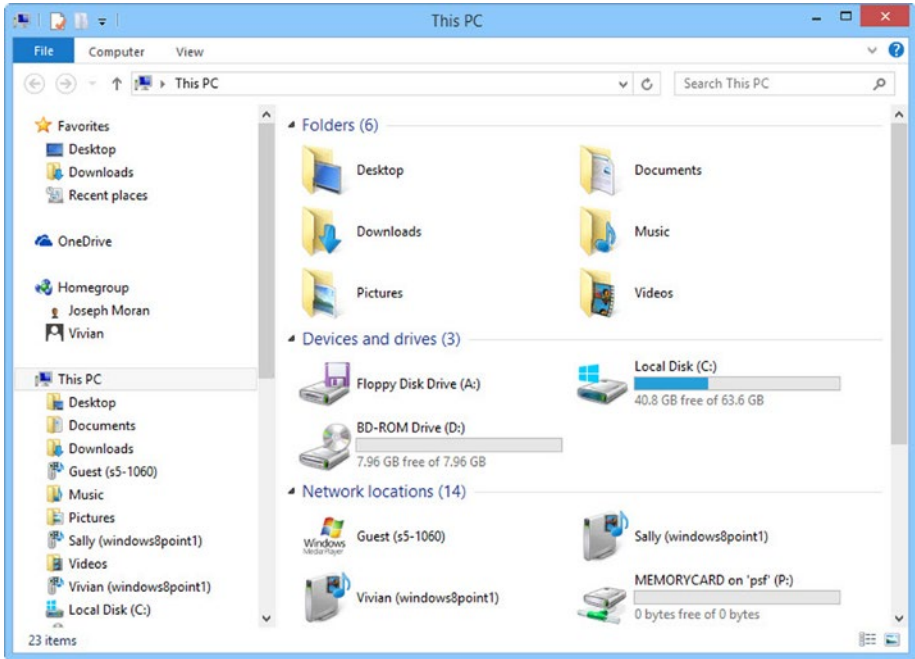 This PC
File
Computer
View
This PC
Search This PC
Favorites
Desktop
Downloads
Recent places
OneDrive
Homegroup
Joseph Moran
Vivian
This PC
Desktop
Documents
Downloads
Guest (s5-1060)
Music
Pictures
Sally (windows8point1)
Videos
Vivian (windows8point1)
Local Disk (C:)
Folders (6)
Desktop
Documents
Downloads
Music
Pictures
Videos
Devices and drives (3)
Floppy Disk Drive (A:)
Local Disk (C:)
40.8 GB free of 63.6 GB
BD-ROM Drive (D:)
7.96 GB free of 7.96 GB
Network locations (14)
Windows
Media Player
Guest (s5-1060)
Sally (windows8point1)
Vivian (windows8point1)
MEMORYCARD on 'psf' (P:)
0 bytes free of 0 bytes
23 items